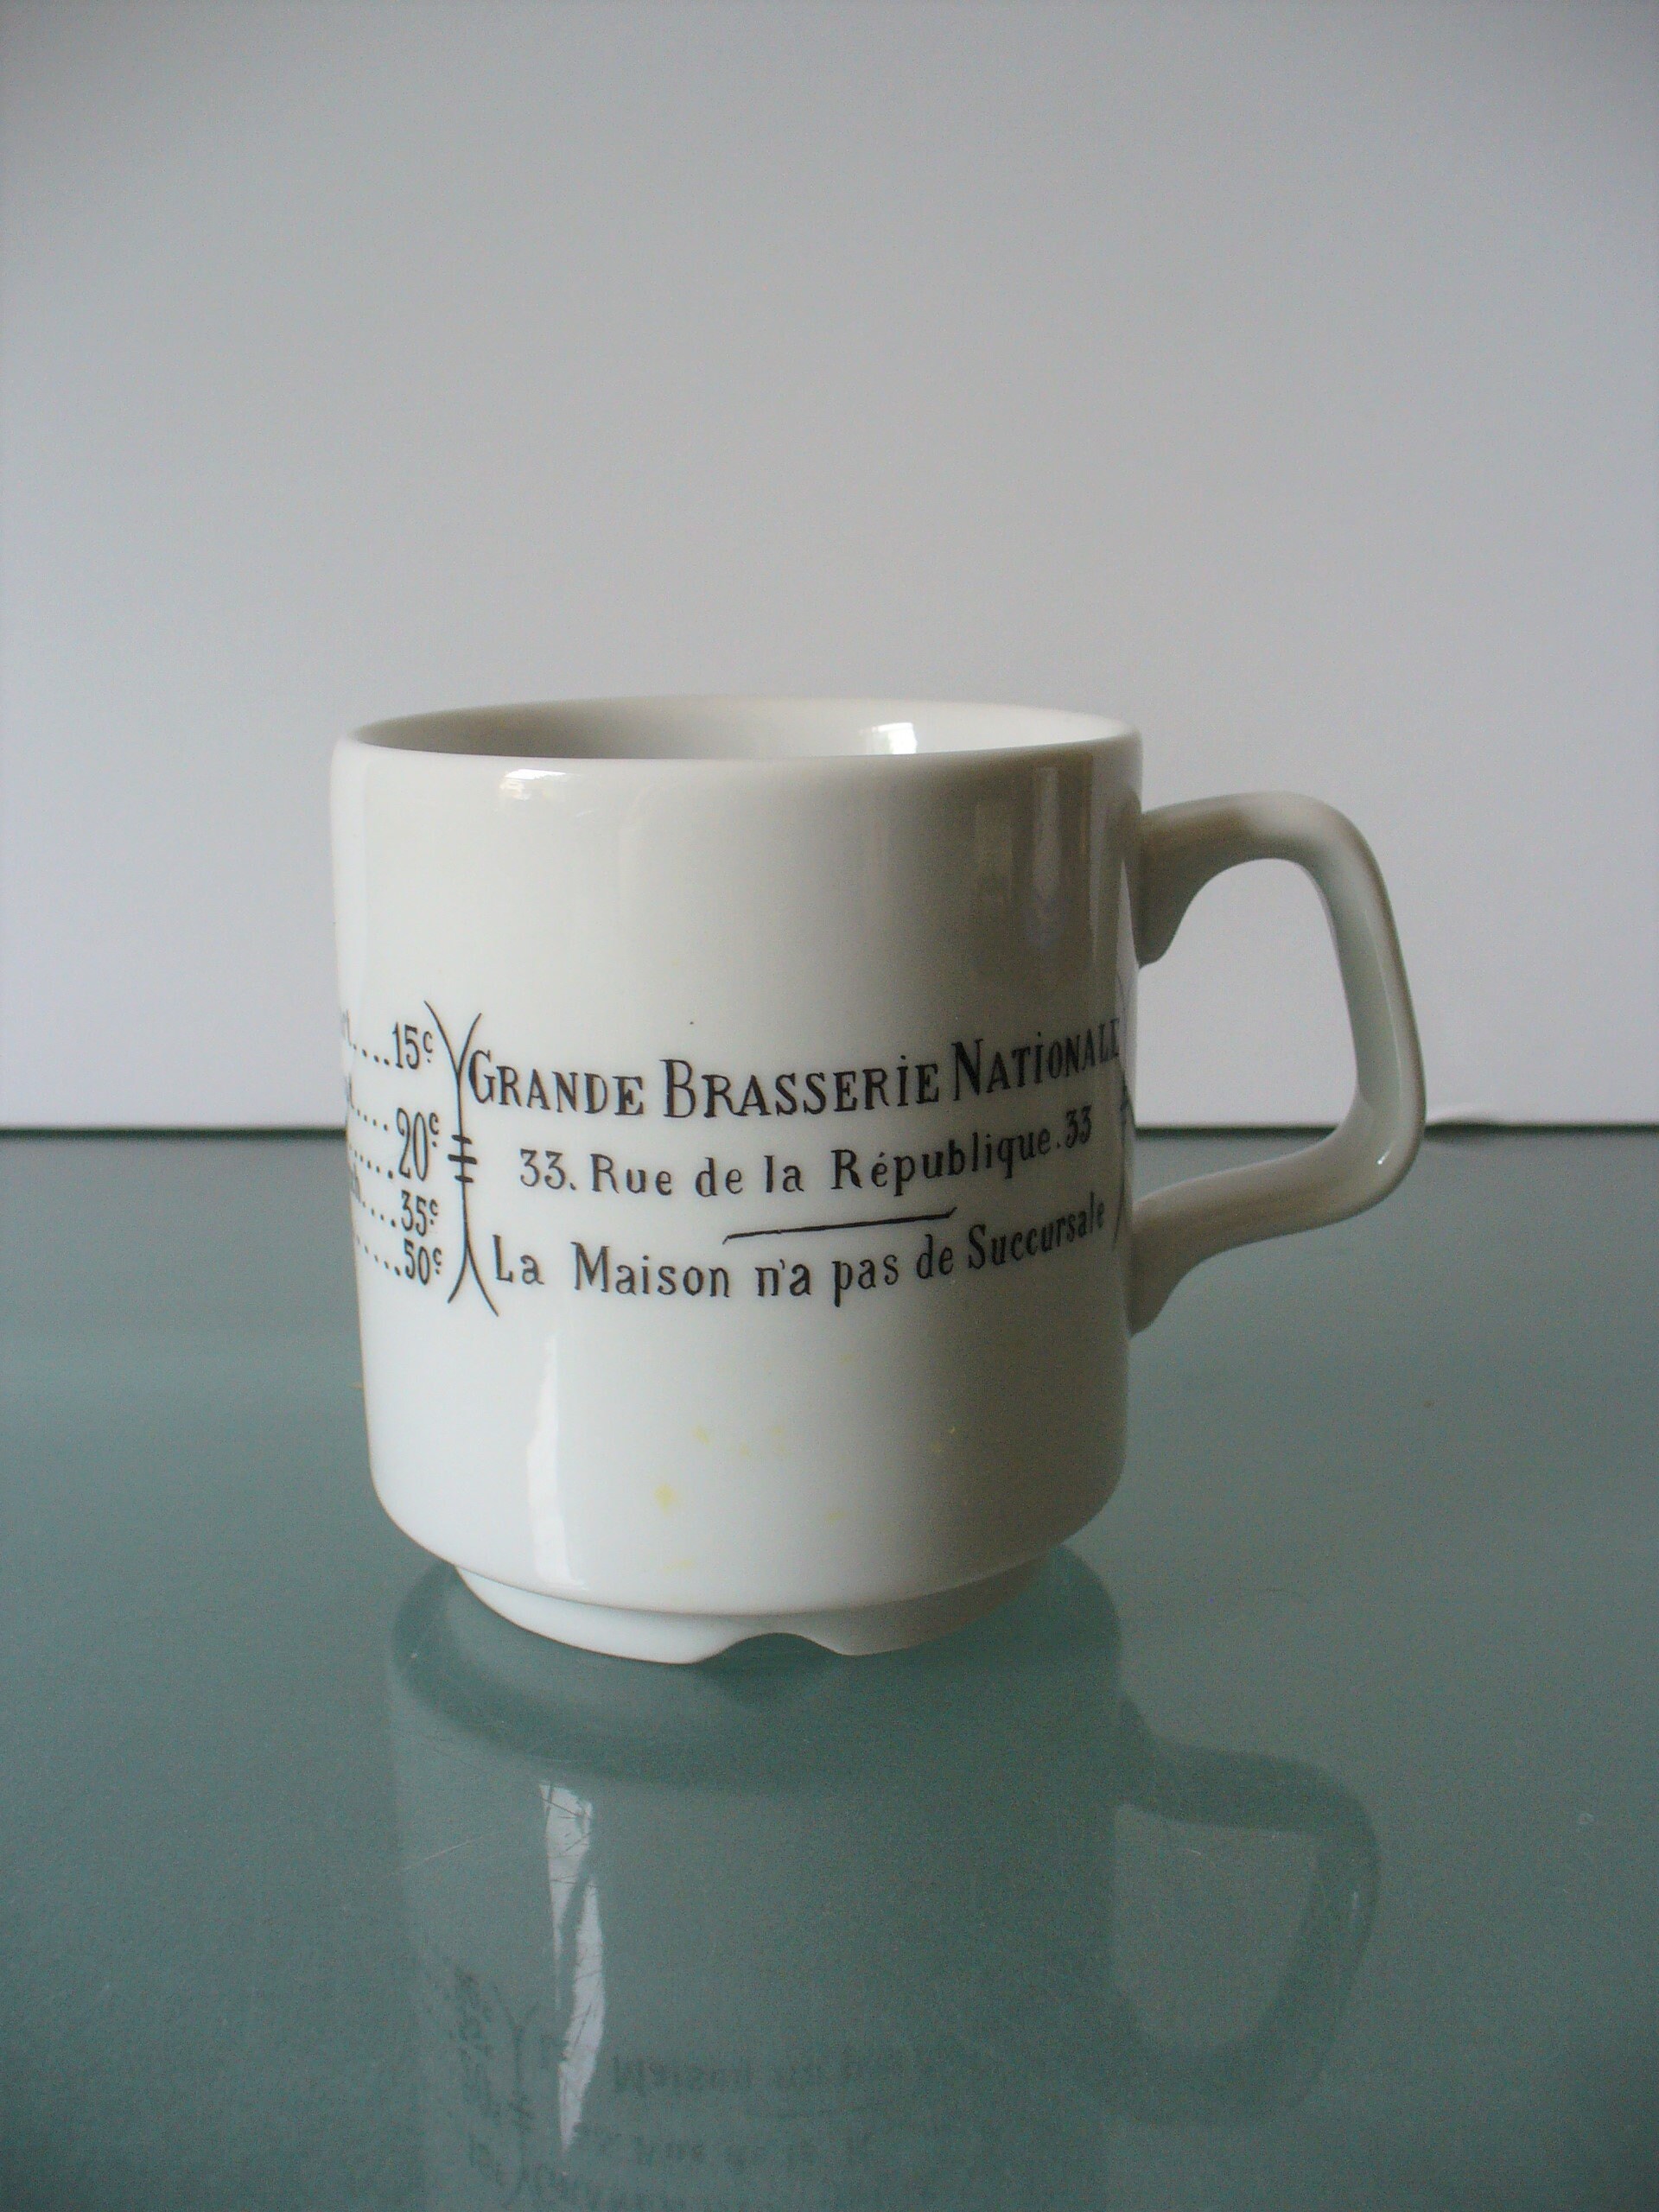 ....15c
....20c
....35c
....50c
GRANDE BRASSERIE NATIONALE
33. Rue de la République.33
La Maison n'a pas de Succursale